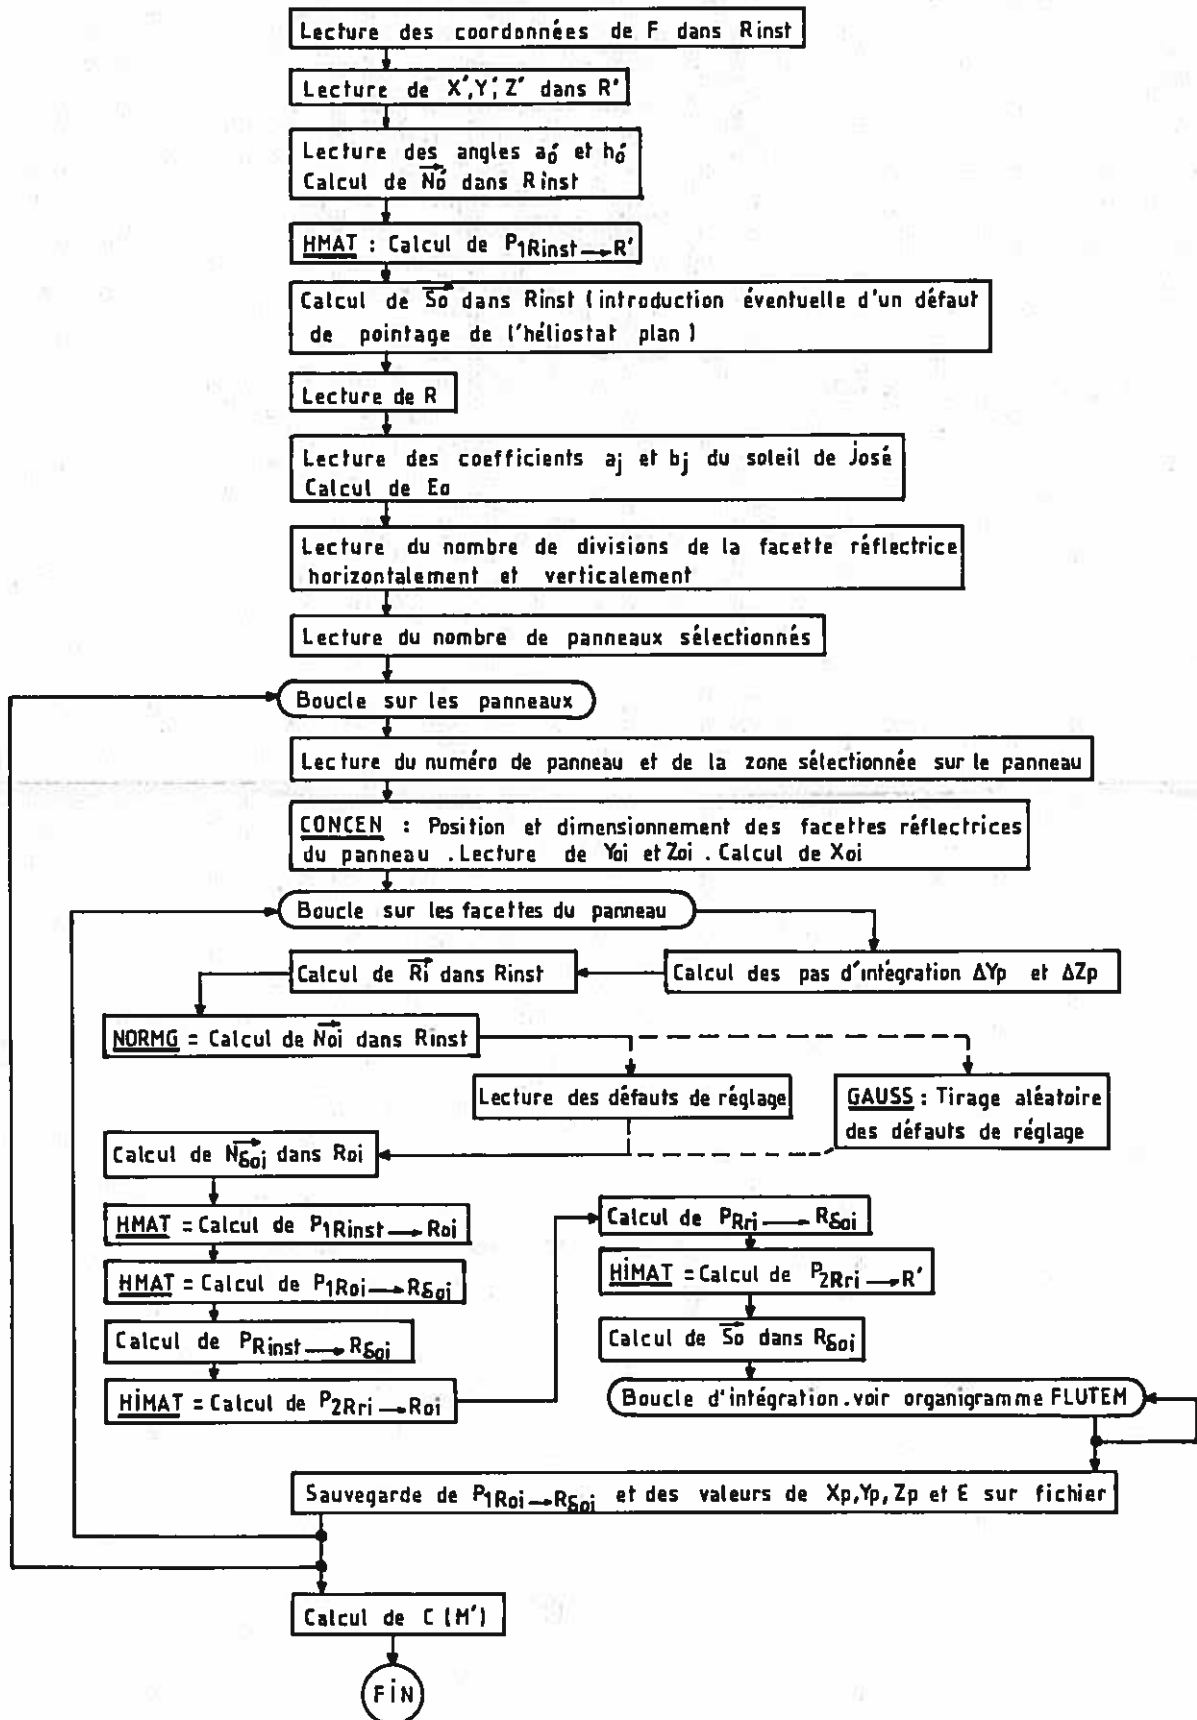 Lecture des coordonnées de F dans Rinst
Lecture de X',Y',Z' dans R'
Lecture des angles a'o et h'o
Calcul de N'o dans Rinst
HMAT : Calcul de P1Rinst→R'
Calcul de So dans Rinst (introduction éventuelle d'un défaut
de pointage de l'héliostat plan)
Lecture de R
Lecture des coefficients aj et bj du soleil de José
Calcul de Eo
Lecture du nombre de divisions de la facette réflectrice
horizontalement et verticalement
Lecture du nombre de panneaux sélectionnés
Boucle sur les panneaux
Lecture du numéro de panneau et de la zone sélectionnée sur le panneau
CONCEN : Position et dimensionnement des facettes réflectrices
du panneau . Lecture de Yoi et Zoi . Calcul de Xoi
Boucle sur les facettes du panneau
Calcul des pas d'intégration ΔYp et ΔZp
Calcul de Ri dans Rinst
NORMG = Calcul de Noi dans Rinst
Lecture des défauts de réglage
GAUSS : Tirage aléatoire
des défauts de réglage
Calcul de Nδoi dans Roi
HMAT = Calcul de P1Rinst→Roi
HMAT = Calcul de P1Roi→Rδoi
Calcul de PRinst→Rδoi
HIMAT = Calcul de P2Rri→Roi
Calcul de PRri→Rδoi
HIMAT = Calcul de P2Rri→R'
Calcul de So dans Rδoi
Boucle d'intégration . voir organigramme FLUTEM
Sauvegarde de P1Roi→Rδoi et des valeurs de Xp,Yp,Zp et E sur fichier
Calcul de C (M')
FIN